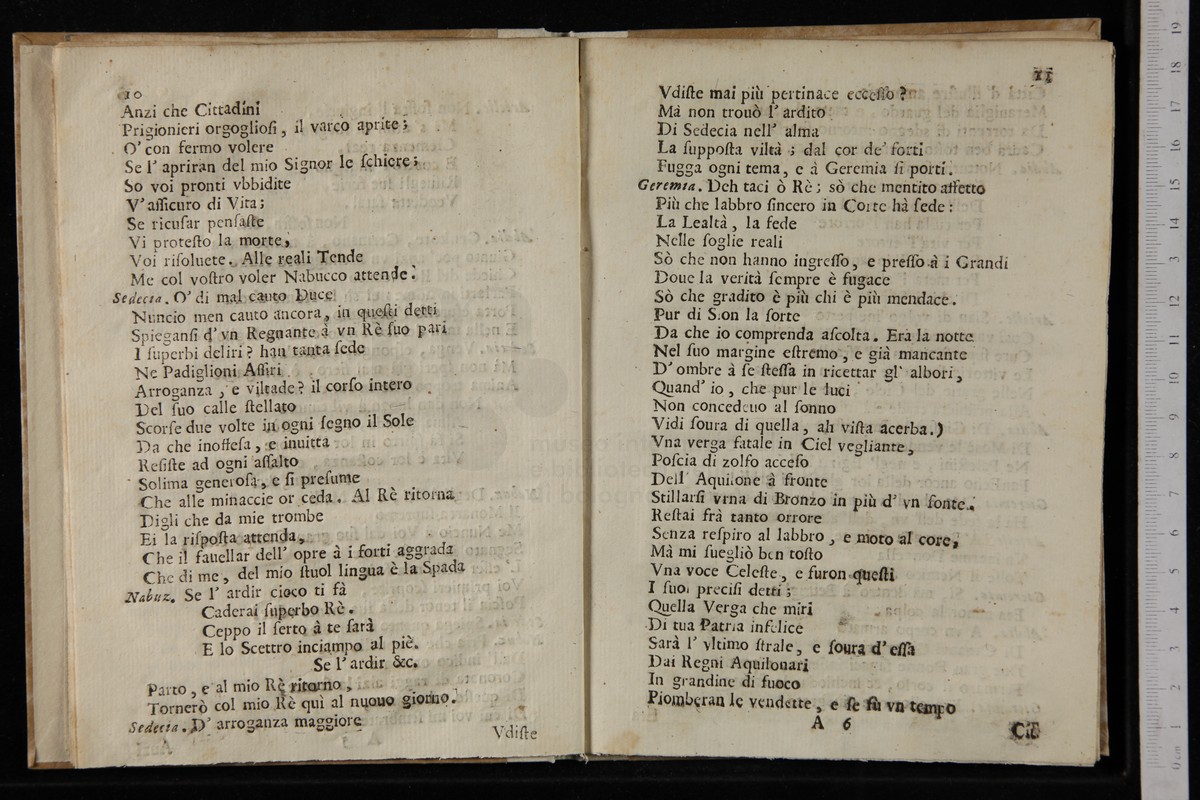 10
Anzi che Cittadini
Prigionieri orgogliosi, il varco aprite;
O' con fermo volere
Se l' apriran del mio Signor le schiere;
So voi pronti vbbidite
V' assicuro di Vita;
Se ricusar pensaste
Vi protesto la morte,
Voi risoluete. Alle reali Tende
Me col vostro voler Nabucco attende.
Sedecia. O' di mal cauto Duce
Nuncio men cauto ancora, in questi detti
Spiegansi d' vn Regnante à vn Rè suo pari
I superbi deliri? han tanta sede
Ne Padiglioni Assiri
Arroganza, e viltade? il corso intero
Del suo calle stellato
Scorse due volte in ogni segno il Sole
Da che inoffesa, e inuitta
Resiste ad ogni assalto
Solima generosa, e si presume
Che alle minaccie or ceda. Al Rè ritorna
Digli che da mie trombe
Ei la risposta attenda,
Che il fauellar dell' opre à i forti aggrada
Che di me, del mio stuol lingua è la Spada
Nabuz. Se l' ardir cieco ti fà
Caderai superbo Rè.
Ceppo il serto à te sarà
E lo Scettro inciampo al piè.
Se l' ardir &c.
Parto, e al mio Rè ritorno,
Tornerò col mio Rè quì al nuouo giorno.
Sedecia. D' arroganza maggiore
Vdiste
11
Vdiste mai più pertinace eccesso?
Mà non trouò l' ardito
Di Sedecia nell' alma
La supposta viltà; dal cor de' forti
Fugga ogni tema, e à Geremia si porti.
Geremia. Deh taci ò Rè; sò che mentito affetto
Più che labbro sincero in Corte hà sede:
La Lealtà, la fede
Nelle soglie reali
Sò che non hanno ingresso, e presso à i Grandi
Doue la verità sempre è fugace
Sò che gradito è più chi è più mendace.
Pur di Sion la sorte
Da che io comprenda ascolta. Era la notte
Nel suo margine estremo, e già mancante
D' ombre à se stessa in ricettar gl' albori,
Quand' io, che pur le luci
Non concedeuo al sonno
Vidi soura di quella, ah vista acerba.)
Vna verga fatale in Ciel vegliante,
Poscia di zolfo acceso
Dell' Aquilone à fronte
Stillarsi vrna di Bronzo in più d' vn fonte.
Restai frà tanto orrore
Senza respiro al labbro, e moto al core,
Mà mi suegliò ben tosto
Vna voce Celeste, e furon questi
I suoi precisi detti;
Quella Verga che miri
Di tua Patria infelice
Sarà l' vltimo strale, e soura d' essa
Dai Regni Aquilonari
In grandine di fuoco
Piomberan le vendette, e se fù vn tempo
A 6
Cit